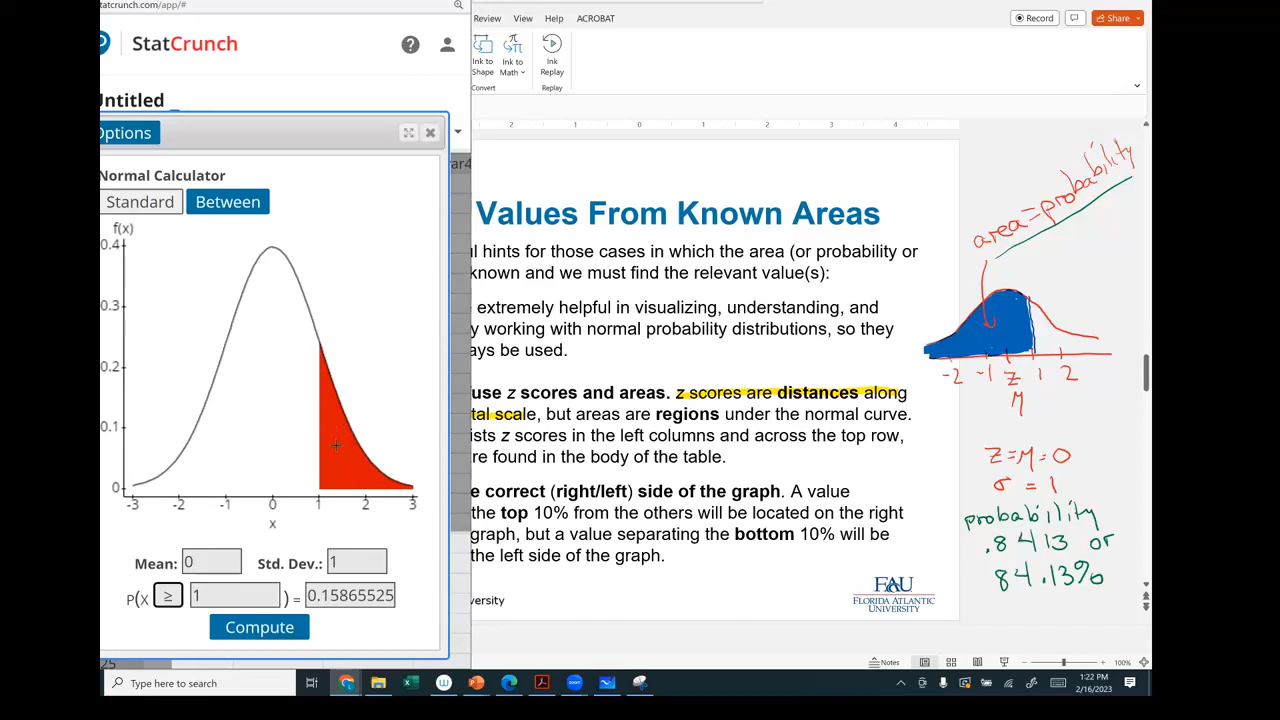 statcrunch.com/app/#
StatCrunch
Untitled
Options
var4
Normal Calculator
Standard
Between
f(x)
0.4
0.3
0.2
0.1
0
-3 -2 -1 0 1 2 3
x
Mean: 0 Std. Dev.: 1
P(X ≥ 1 ) = 0.15865525
Compute
25
Review View Help ACROBAT
Record
Share
Ink to Shape
Ink to Math
Ink Replay
Convert
Replay
2 1 0 1 2 3 4
Values From Known Areas
ul hints for those cases in which the area (or probability or
known and we must find the relevant value(s):
extremely helpful in visualizing, understanding, and
y working with normal probability distributions, so they
ays be used.
fuse z scores and areas. z scores are distances along
tal scale, but areas are regions under the normal curve.
ists z scores in the left columns and across the top row,
re found in the body of the table.
e correct (right/left) side of the graph. A value
the top 10% from the others will be located on the right
graph, but a value separating the bottom 10% will be
the left side of the graph.
versity
FAU
FLORIDA ATLANTIC
UNIVERSITY
area=probability
-2 -1 Z 1 2
M
Z=M=0
σ = 1
probability
.8413 or
84.13%
Notes
100%
Type here to search
1:22 PM
2/16/2023